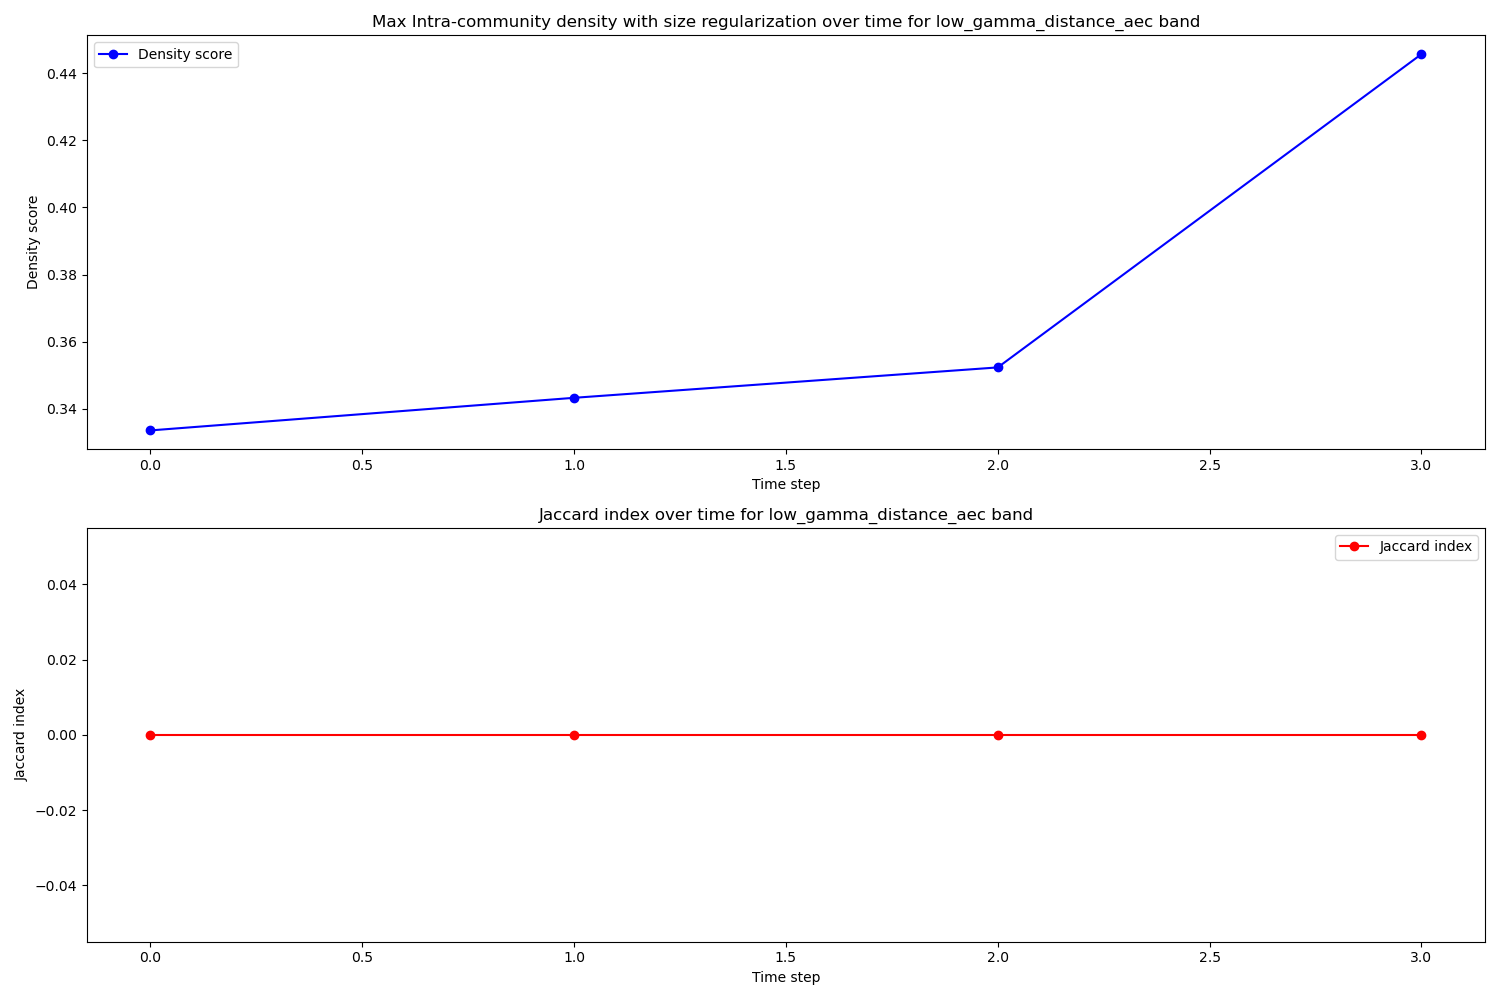 Max Intra-community density with size regularization over time for low_gamma_distance_aec band
Density score
0.44
0.42
0.40
0.38
0.36
0.34
Density score
0.0 0.5 1.0 1.5 2.0 2.5 3.0
Time step
Jaccard index over time for low_gamma_distance_aec band
Jaccard index
0.04
0.02
0.00
−0.02
−0.04
Jaccard index
0.0 0.5 1.0 1.5 2.0 2.5 3.0
Time step